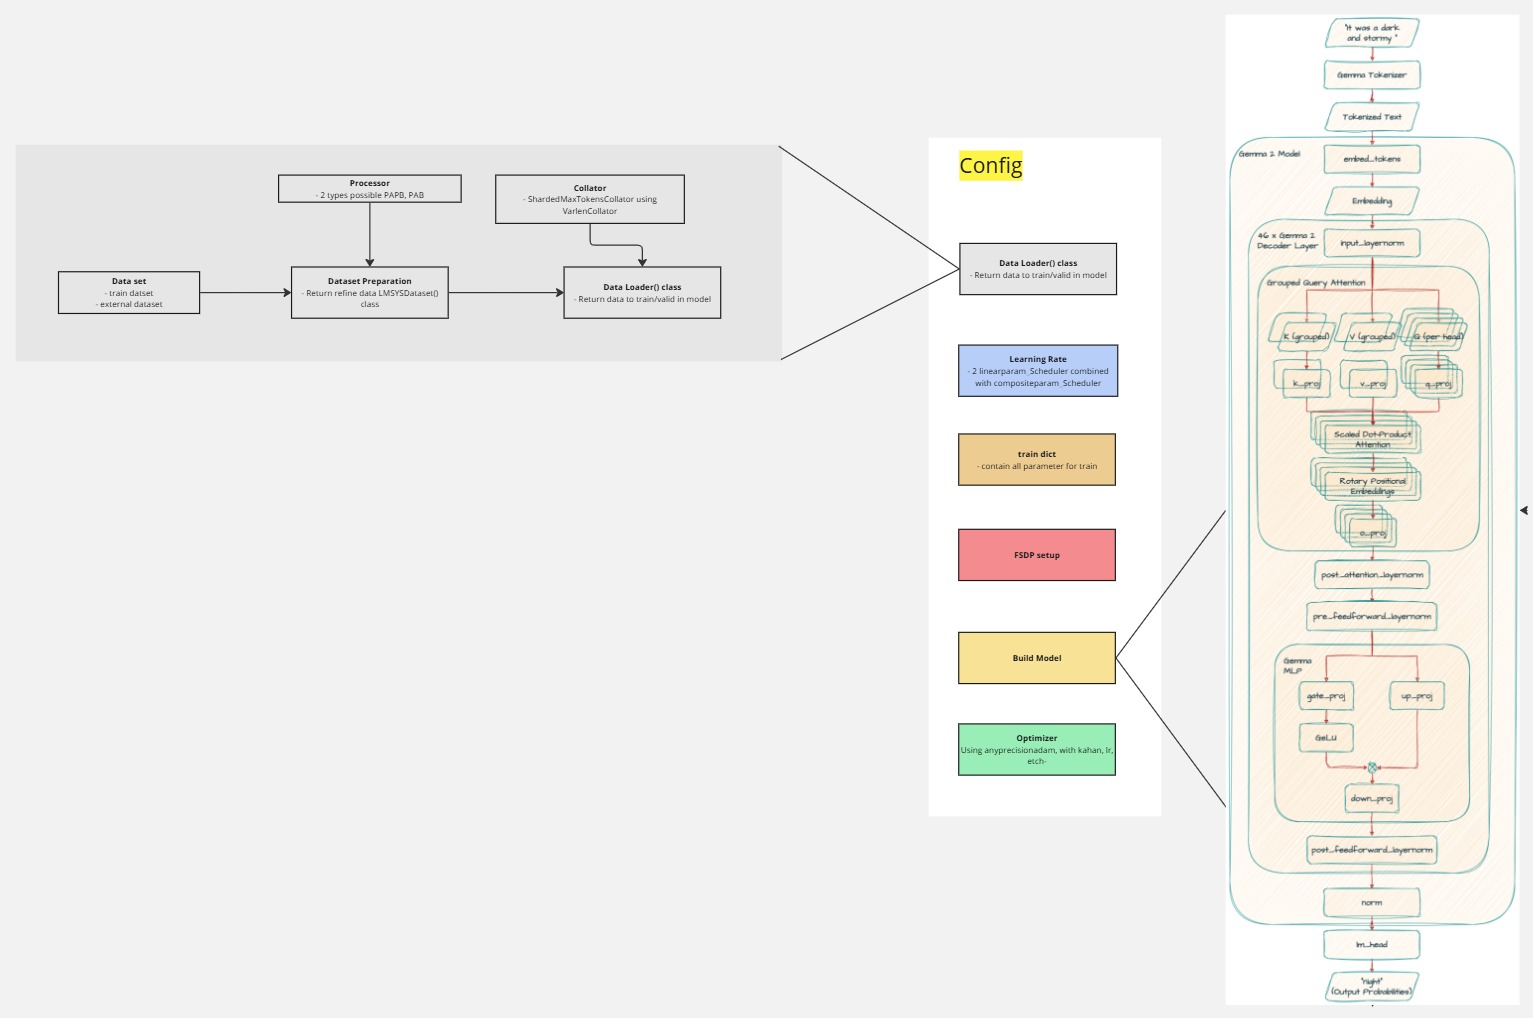 Processor
- 2 types possible PAPB, PAB
Collator
- ShardedMaxTokensCollator using
VarlenCollator
Data set
- train datset
- external dataset
Dataset Preparation
- Return refine data LMSYSDataset()
class
Data Loader() class
- Return data to train/valid in model
Config
Data Loader() class
- Return data to train/valid in model
Learning Rate
- 2 linearparam_Scheduler combined
with compositeparam_Scheduler
train dict
- contain all parameter for train
FSDP setup
Build Model
Optimizer
Using anyprecisionadam, with kahan, lr,
etch-
"It was a dark
and stormy "
Gemma Tokenizer
Tokenized Text
Gemma 2 Model
embed_tokens
Embedding
46 x Gemma 2
Decoder Layer
input_layernorm
Grouped Query Attention
K (grouped)
V (grouped)
Q (per head)
k_proj
v_proj
q_proj
Scaled Dot-Product
Attention
Rotary Positional
Embeddings
o_proj
post_attention_layernorm
pre_feedforward_layernorm
Gemma
MLP
gate_proj
up_proj
GeLU
down_proj
post_feedforward_layernorm
norm
lm_head
"night"
(Output Probabilities)